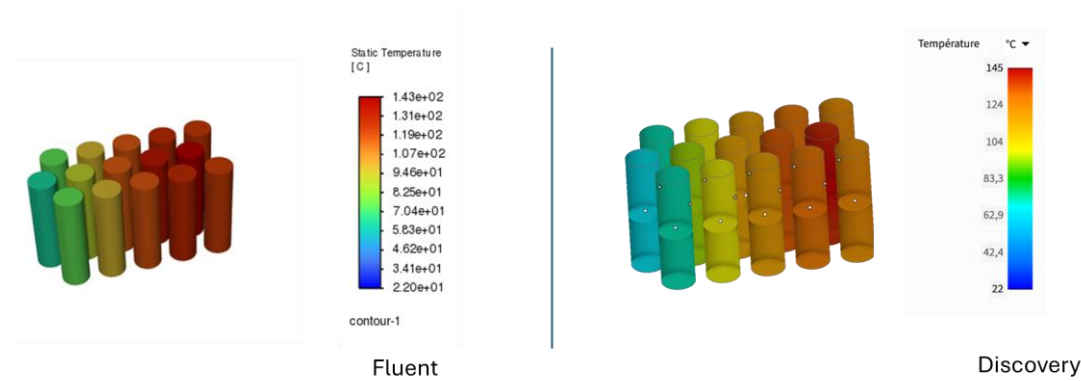 Static Temperature
[ C ]
1.43e+02
1.31e+02
1.19e+02
1.07e+02
9.46e+01
8.25e+01
7.04e+01
5.83e+01
4.62e+01
3.41e+01
2.20e+01
contour-1
Fluent
Température °C
145
124
104
83,3
62,9
42,4
22
Discovery